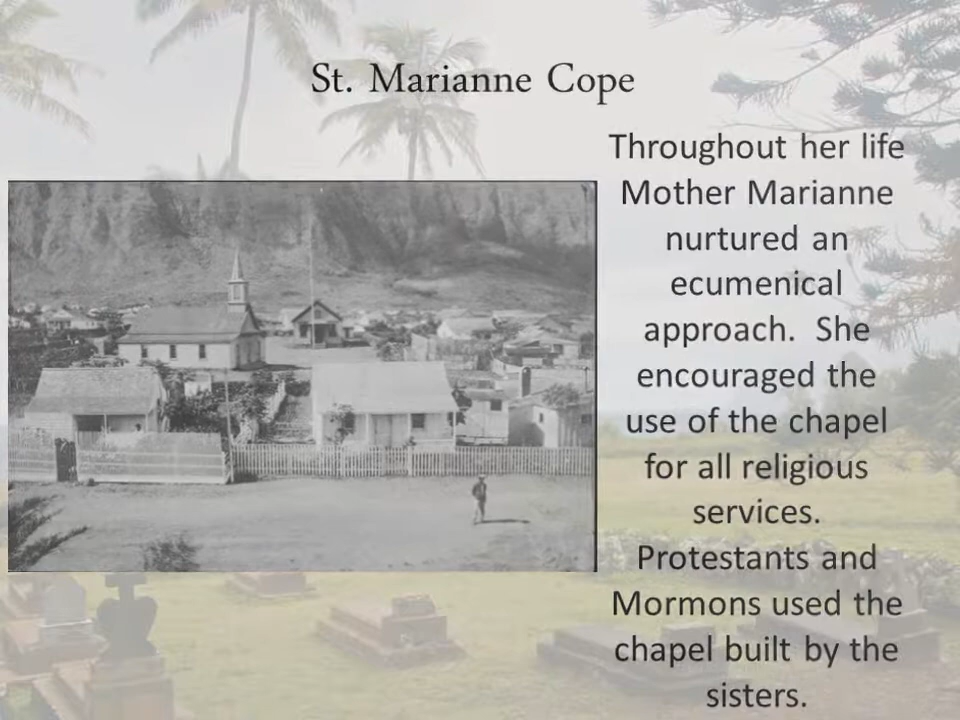 St. Marianne Cope
Throughout her life
Mother Marianne
nurtured an
ecumenical
approach.  She
encouraged the
use of the chapel
for all religious
services.
Protestants and
Mormons used the
chapel built by the
sisters.